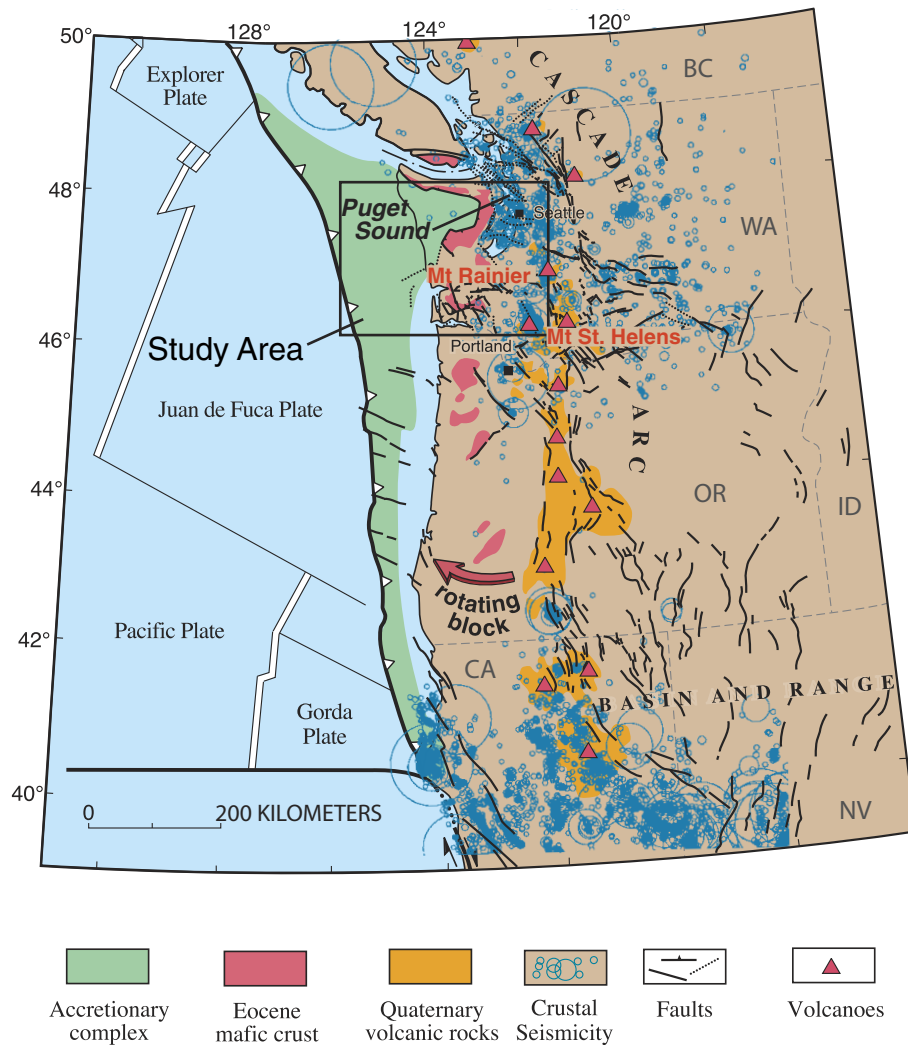 128°
124°
120°
50°
48°
46°
44°
42°
40°
Explorer
Plate
CASCADE
ARC
BC
Puget
Sound
Seattle
WA
Mt Rainier
Mt St. Helens
Portland
Study Area
Juan de Fuca Plate
OR
ID
rotating
block
Pacific Plate
CA
BASIN AND RANGE
Gorda
Plate
NV
0
200 KILOMETERS
Accretionary
complex
Eocene
mafic crust
Quaternary
volcanic rocks
Crustal
Seismicity
Faults
Volcanoes